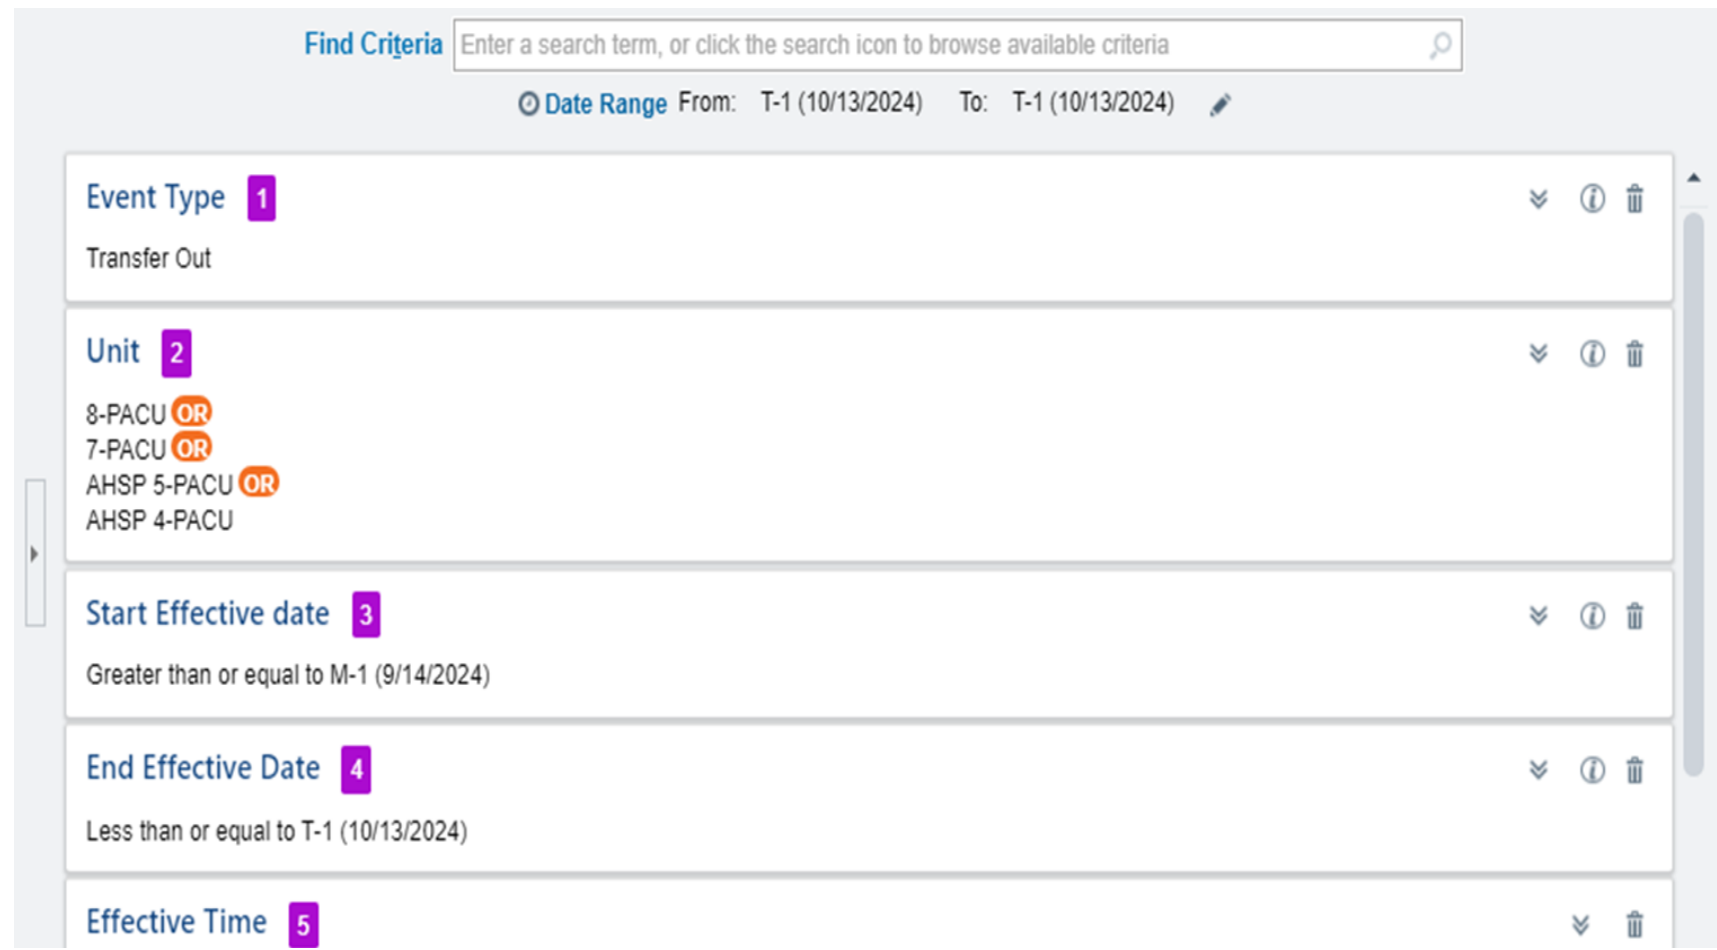 Find Criteria Enter a search term, or click the search icon to browse available criteria
Date Range From: T-1 (10/13/2024) To: T-1 (10/13/2024)
Event Type 1
Transfer Out
Unit 2
8-PACU OR
7-PACU OR
AHSP 5-PACU OR
AHSP 4-PACU
Start Effective date 3
Greater than or equal to M-1 (9/14/2024)
End Effective Date 4
Less than or equal to T-1 (10/13/2024)
Effective Time 5